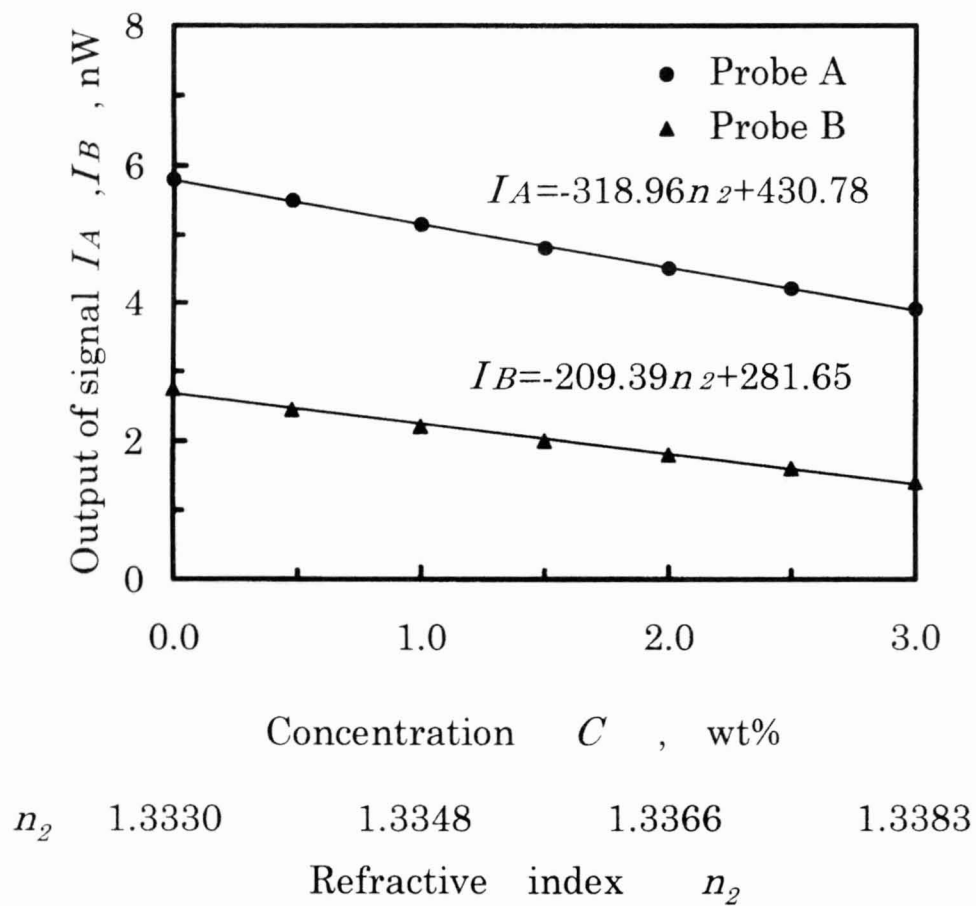 Output of signal IA ,IB , nW
8
6
4
2
0
Probe A
Probe B
IA=-318.96n2+430.78
IB=-209.39n2+281.65
0.0 1.0 2.0 3.0
Concentration C , wt%
n2 1.3330 1.3348 1.3366 1.3383
Refractive index n2